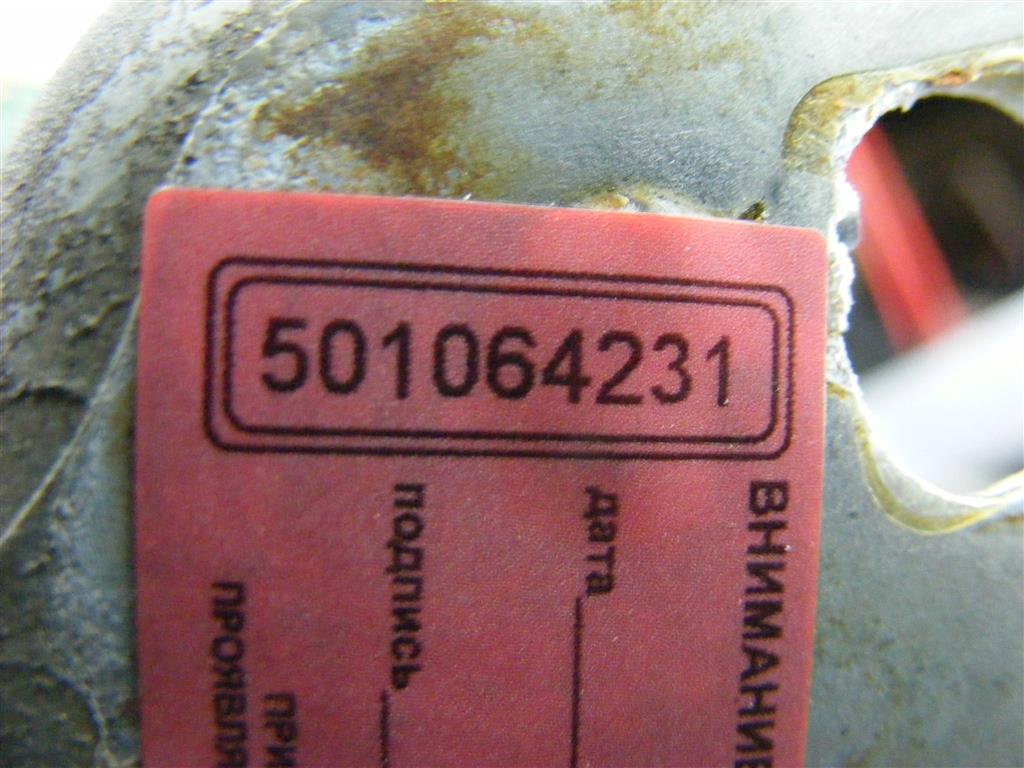 501064231
ВНИМАНИЕ
дата
подпись
ПРИ
ПРОЯВЛЯ